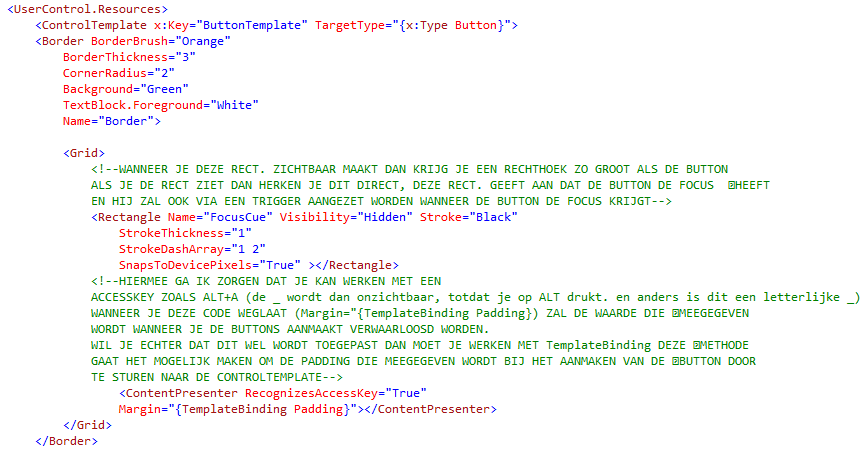 <UserControl.Resources>
<ControlTemplate x:Key="ButtonTemplate" TargetType="{x:Type Button}">
<Border BorderBrush="Orange"
BorderThickness="3"
CornerRadius="2"
Background="Green"
TextBlock.Foreground="White"
Name="Border">
<Grid>
<!--WANNEER JE DEZE RECT. ZICHTBAAR MAAKT DAN KRIJG JE EEN RECHTHOEK ZO GROOT ALS DE BUTTON
ALS JE DE RECT ZIET DAN HERKEN JE DIT DIRECT, DEZE RECT. GEEFT AAN DAT DE BUTTON DE FOCUS HEEFT
EN HIJ ZAL OOK VIA EEN TRIGGER AANGEZET WORDEN WANNEER DE BUTTON DE FOCUS KRIJGT-->
<Rectangle Name="FocusCue" Visibility="Hidden" Stroke="Black"
StrokeThickness="1"
StrokeDashArray="1 2"
SnapsToDevicePixels="True" ></Rectangle>
<!--HIERMEE GA IK ZORGEN DAT JE KAN WERKEN MET EEN
ACCESSKEY ZOALS ALT+A (de _ wordt dan onzichtbaar, totdat je op ALT drukt. en anders is dit een letterlijke _)
WANNEER JE DEZE CODE WEGLAAT (Margin="{TemplateBinding Padding}) ZAL DE WAARDE DIE MEEGEGEVEN
WORDT WANNEER JE DE BUTTONS AANMAAKT VERWAARLOOSD WORDEN.
WIL JE ECHTER DAT DIT WEL WORDT TOEGEPAST DAN MOET JE WERKEN MET TemplateBinding DEZE METHODE
GAAT HET MOGELIJK MAKEN OM DE PADDING DIE MEEGEGEVEN WORDT BIJ HET AANMAKEN VAN DE BUTTON DOOR
TE STUREN NAAR DE CONTROLTEMPLATE-->
<ContentPresenter RecognizesAccessKey="True"
Margin="{TemplateBinding Padding}"></ContentPresenter>
</Grid>
</Border>